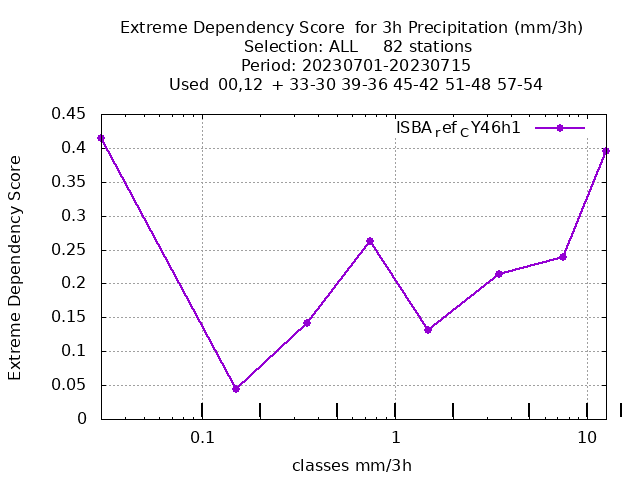 Extreme Dependency Score  for 3h Precipitation (mm/3h)
Selection: ALL     82 stations
Period: 20230701-20230715
Used  00,12  + 33-30 39-36 45-42 51-48 57-54
ISBAref CY46h1
0.45
0.4
0.35
0.3
0.25
0.2
0.15
0.1
0.05
0
Extreme Dependency Score
0.1 1 10
classes mm/3h